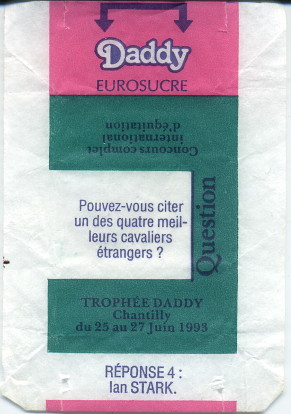 Daddy
EUROSUCRE
Concours complet
international
d'équitation
Question
Pouvez-vous citer
un des quatre meil-
leurs cavaliers
étrangers ?
TROPHÉE DADDY
Chantilly
du 25 au 27 Juin 1993
RÉPONSE 4 :
Ian STARK.